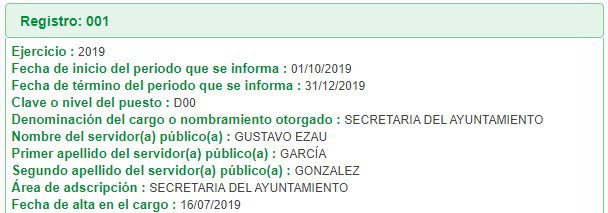 Registro: 001
Ejercicio : 2019
Fecha de inicio del periodo que se informa : 01/10/2019
Fecha de término del periodo que se informa : 31/12/2019
Clave o nivel del puesto : D00
Denominación del cargo o nombramiento otorgado : SECRETARIA DEL AYUNTAMIENTO
Nombre del servidor(a) público(a) : GUSTAVO EZAU
Primer apellido del servidor(a) público(a) : GARCÍA
Segundo apellido del servidor(a) público(a) : GONZALEZ
Área de adscripción : SECRETARIA DEL AYUNTAMIENTO
Fecha de alta en el cargo : 16/07/2019